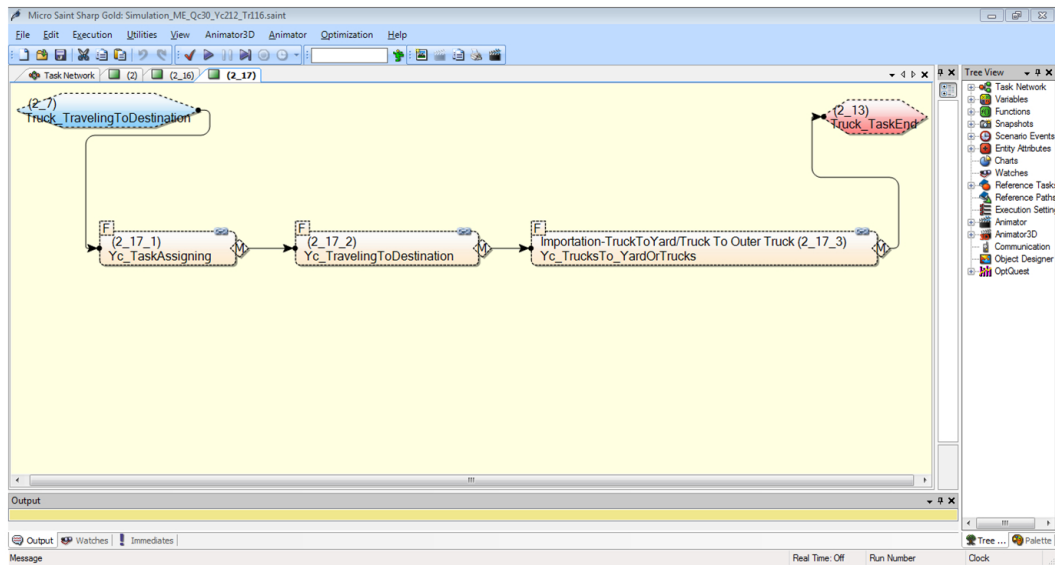 Micro Saint Sharp Gold: Simulation_ME_Qc30_Yc212_Tr116.saint
File Edit Execution Utilities View Animator3D Animator Optimization Help
Task Network (2) (2_16) (2_17)
Tree View
(2_7)
Truck_TravelingToDestination
(2_13)
Truck_TaskEnd
F
(2_17_1)
Yc_TaskAssigning
M
F
(2_17_2)
Yc_TravelingToDestination
M
F
Importation-TruckToYard/Truck To Outer Truck (2_17_3)
Yc_TrucksTo_YardOrTrucks
M
Task Network
Variables
Functions
Snapshots
Scenario Events
Entity Attributes
Charts
Watches
Reference Task
Reference Paths
Execution Settin
Animator
Animator3D
Communication
Object Designer
OptQuest
Output
Output Watches Immediates
Tree ... Palette
Message Real Time: Off Run Number Clock